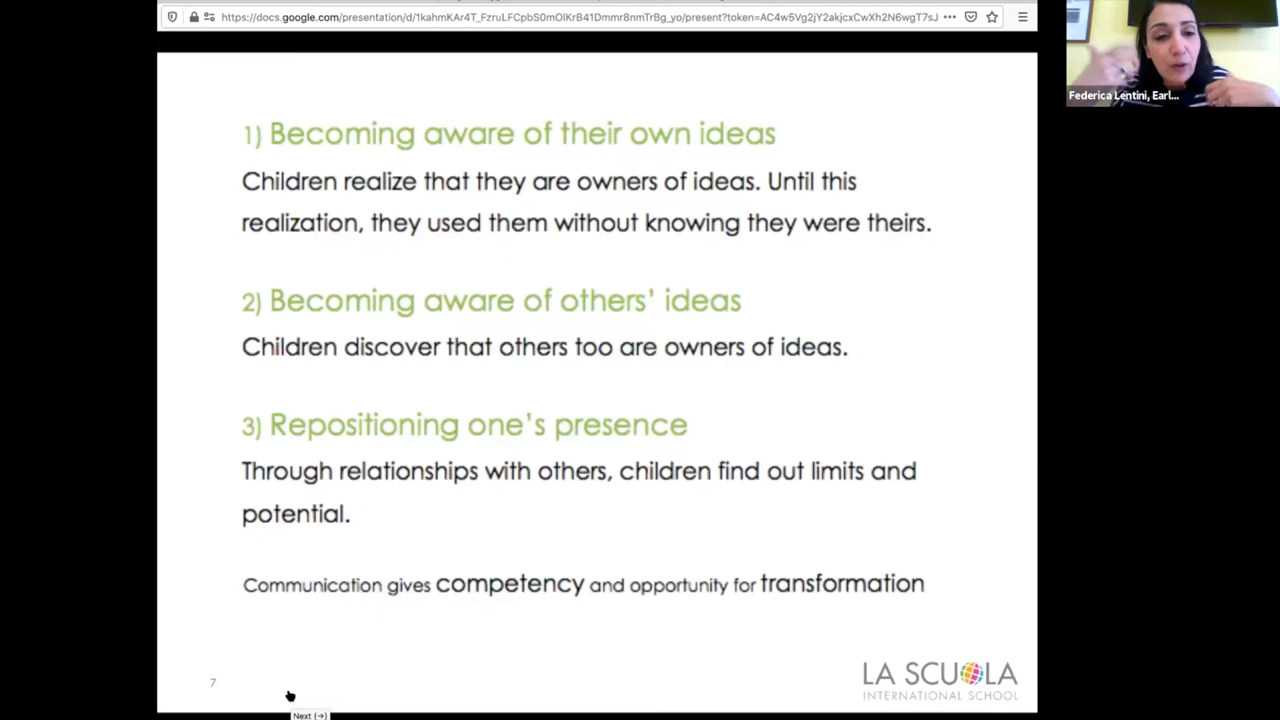 https://docs.google.com/presentation/d/1kahmKAr4T_FzruLFCpbS0mOlKrB41Dmmr8nmTrBg_yo/present?token=AC4w5Vg2jY2akjcxCwXh2N6wgT7sJ
Federica Lentini, Earl...
1) Becoming aware of their own ideas
Children realize that they are owners of ideas. Until this
realization, they used them without knowing they were theirs.
2) Becoming aware of others' ideas
Children discover that others too are owners of ideas.
3) Repositioning one's presence
Through relationships with others, children find out limits and
potential.
Communication gives competency and opportunity for transformation
7
LA SCUOLA
INTERNATIONAL SCHOOL
Next (→)